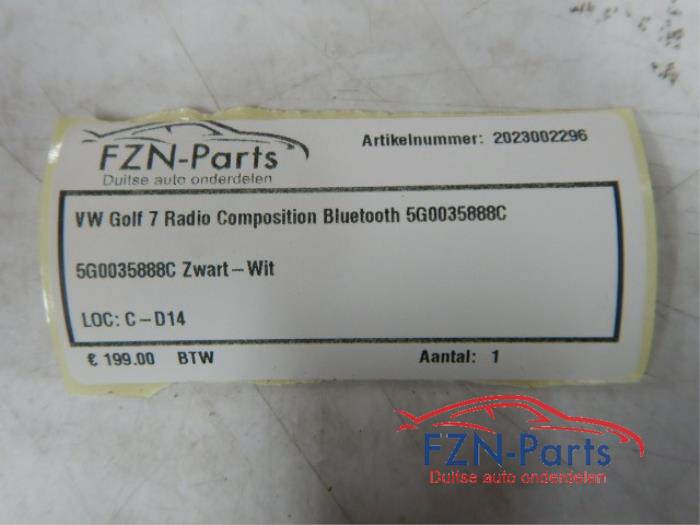 FZN-Parts
Duitse auto onderdelen
Artikelnummer: 2023002296
VW Golf 7 Radio Composition Bluetooth 5G0035888C
5G0035888C Zwart-Wit
LOC: C-D14
€ 199.00 BTW Aantal: 1
FZN-Parts
Duitse auto onderdelen